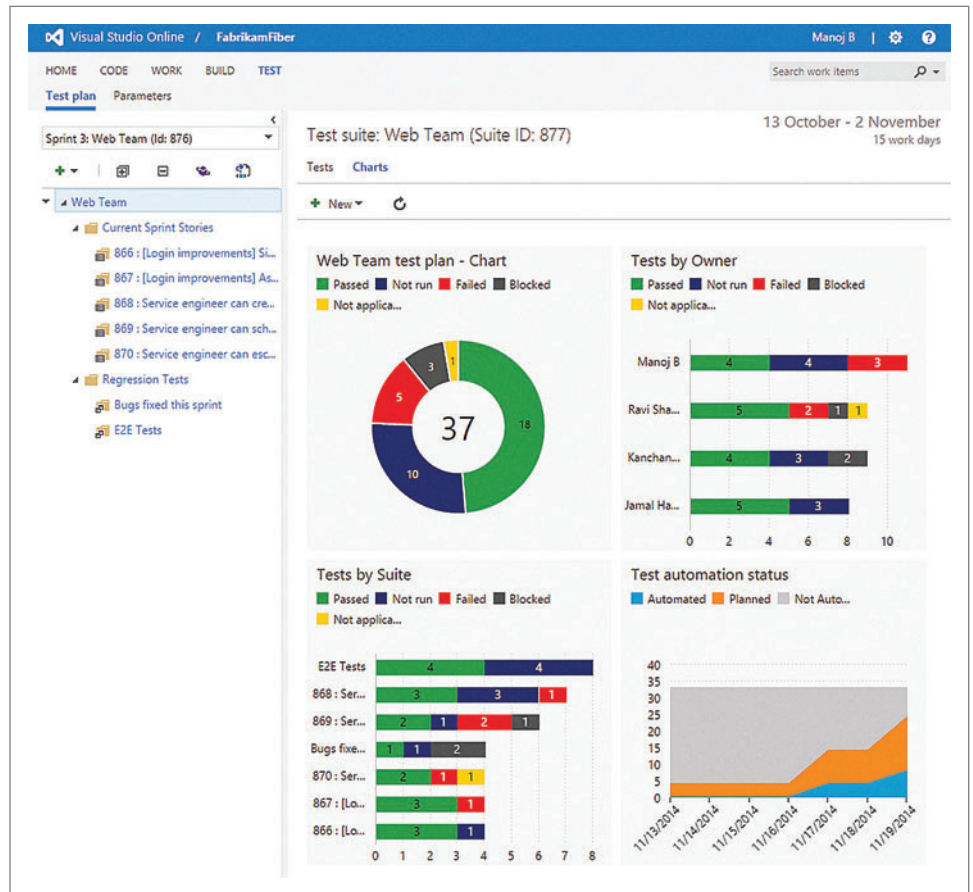 Visual Studio Online / FabrikamFiber
Manoj B | ?
HOME CODE WORK BUILD TEST
Search work items
Test plan Parameters
Sprint 3: Web Team (Id: 876)
Web Team
Current Sprint Stories
866 : [Login improvements] Si...
867 : [Login improvements] As...
868 : Service engineer can cre...
869 : Service engineer can sch...
870 : Service engineer can esc...
Regression Tests
Bugs fixed this sprint
E2E Tests
Test suite: Web Team (Suite ID: 877)
13 October - 2 November
15 work days
Tests Charts
New
Web Team test plan - Chart
Passed Not run Failed Blocked
Not applica...
1
3
5
37
18
10
Tests by Owner
Passed Not run Failed Blocked
Not applica...
Manoj B 4 4 3
Ravi Sha... 5 2 1 1
Kanchan... 4 3 2
Jamal Ha... 5 3
0 2 4 6 8 10
Tests by Suite
Passed Not run Failed Blocked
Not applica...
E2E Tests 4 4
868 : Ser... 3 3 1
869 : Ser... 2 1 2 1
Bugs fixe... 1 1 2
870 : Ser... 2 1 1
867 : [Lo... 3 1
866 : [Lo... 3 1
0 1 2 3 4 5 6 7 8
Test automation status
Automated Planned Not Auto...
40
35
30
25
20
15
10
5
0
11/13/2014 11/14/2014 11/15/2014 11/16/2014 11/17/2014 11/18/2014 11/19/2014